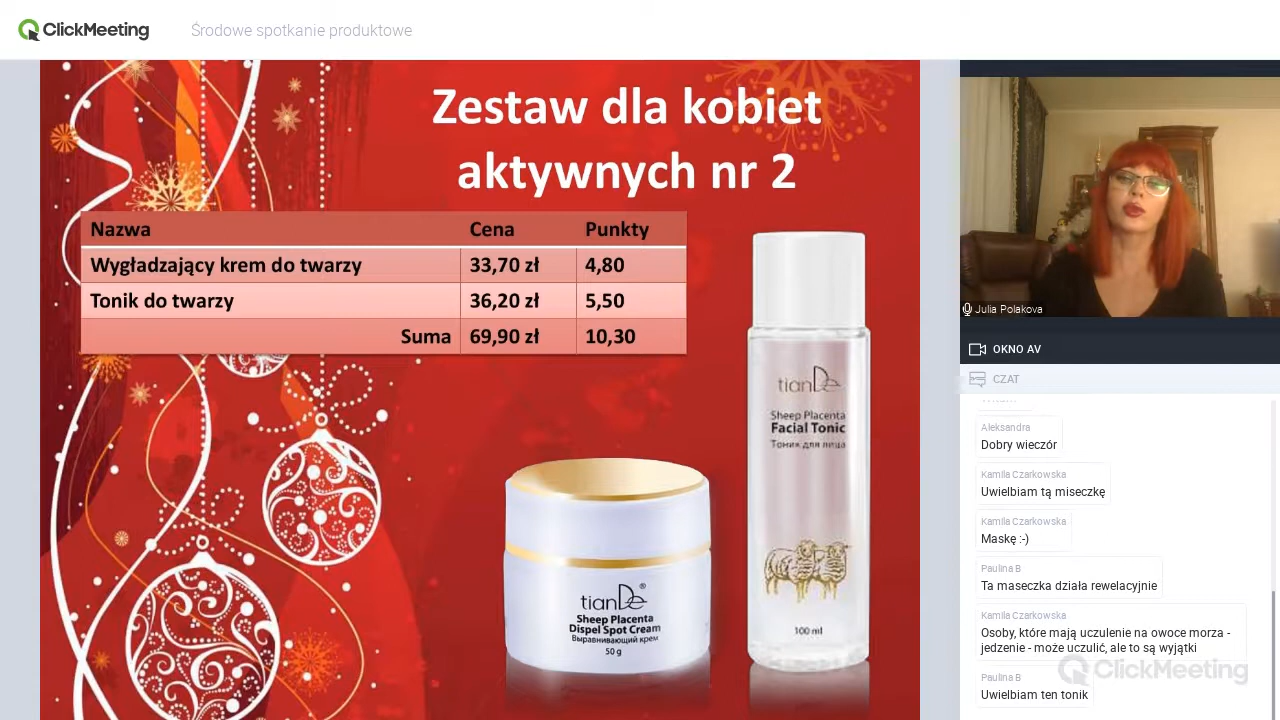 ClickMeeting
Środowe spotkanie produktowe
Zestaw dla kobiet
aktywnych nr 2
Nazwa Cena Punkty
Wygładzający krem do twarzy 33,70 zł 4,80
Tonik do twarzy 36,20 zł 5,50
Suma 69,90 zł 10,30
tianDe
Sheep Placenta
Facial Tonic
Тоник для лица
100 ml
tianDe®
Sheep Placenta
Dispel Spot Cream
Выравнивающий крем
50 g
Julia Polakova
OKNO AV
CZAT
Aleksandra
Dobry wieczór
Kamila Czarkowska
Uwielbiam tą miseczkę
Kamila Czarkowska
Maskę :-)
Paulina B
Ta maseczka działa rewelacyjnie
Kamila Czarkowska
Osoby, które mają uczulenie na owoce morza -
jedzenie - może uczulić, ale to są wyjątki
ClickMeeting
Paulina B
Uwielbiam ten tonik